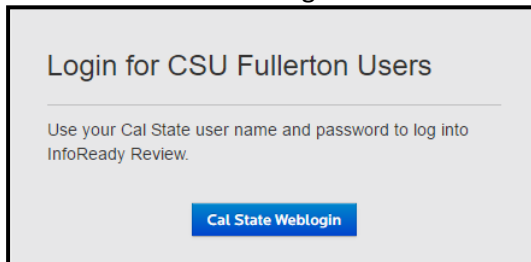 Login for CSU Fullerton Users
Use your Cal State user name and password to log into
InfoReady Review.
Cal State Weblogin